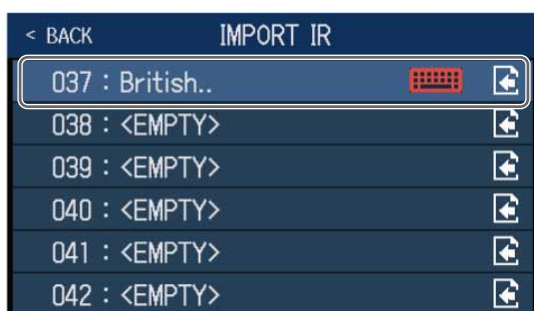 < BACK IMPORT IR
037 : British..
038 : <EMPTY>
039 : <EMPTY>
040 : <EMPTY>
041 : <EMPTY>
042 : <EMPTY>